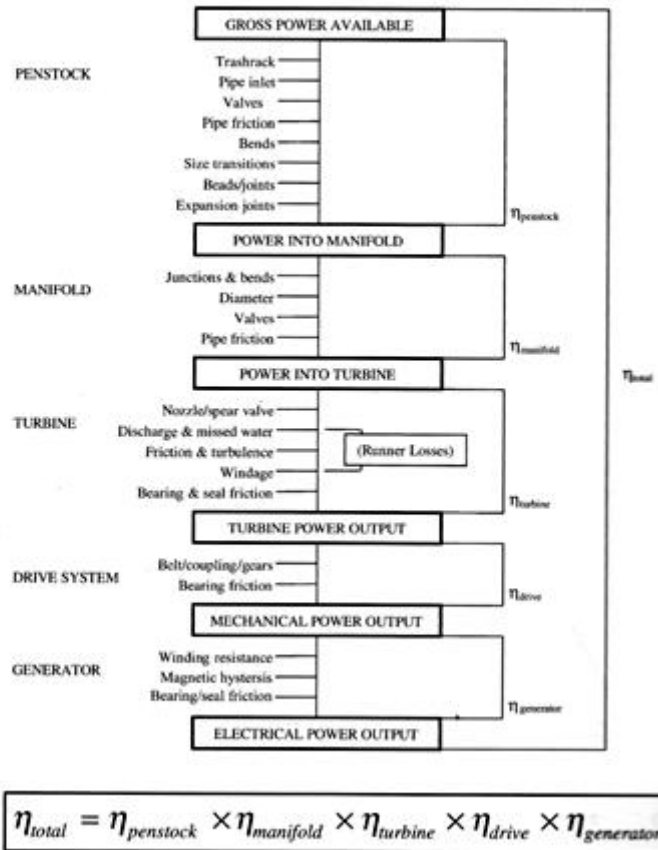 GROSS POWER AVAILABLE
PENSTOCK
Trashrack
Pipe inlet
Valves
Pipe friction
Bends
Size transitions
Beads/joints
Expansion joints
ηpenstock
POWER INTO MANIFOLD
MANIFOLD
Junctions & bends
Diameter
Valves
Pipe friction
ηmanifold
POWER INTO TURBINE
ηtotal
TURBINE
Nozzle/spear valve
Discharge & missed water
Friction & turbulence
(Runner Losses)
Windage
Bearing & seal friction
ηturbine
TURBINE POWER OUTPUT
DRIVE SYSTEM
Belt/coupling/gears
Bearing friction
ηdrive
MECHANICAL POWER OUTPUT
GENERATOR
Winding resistance
Magnetic hystersis
Bearing/seal friction
ηgenerator
ELECTRICAL POWER OUTPUT
ηtotal = ηpenstock × ηmanifold × ηturbine × ηdrive × ηgenerator